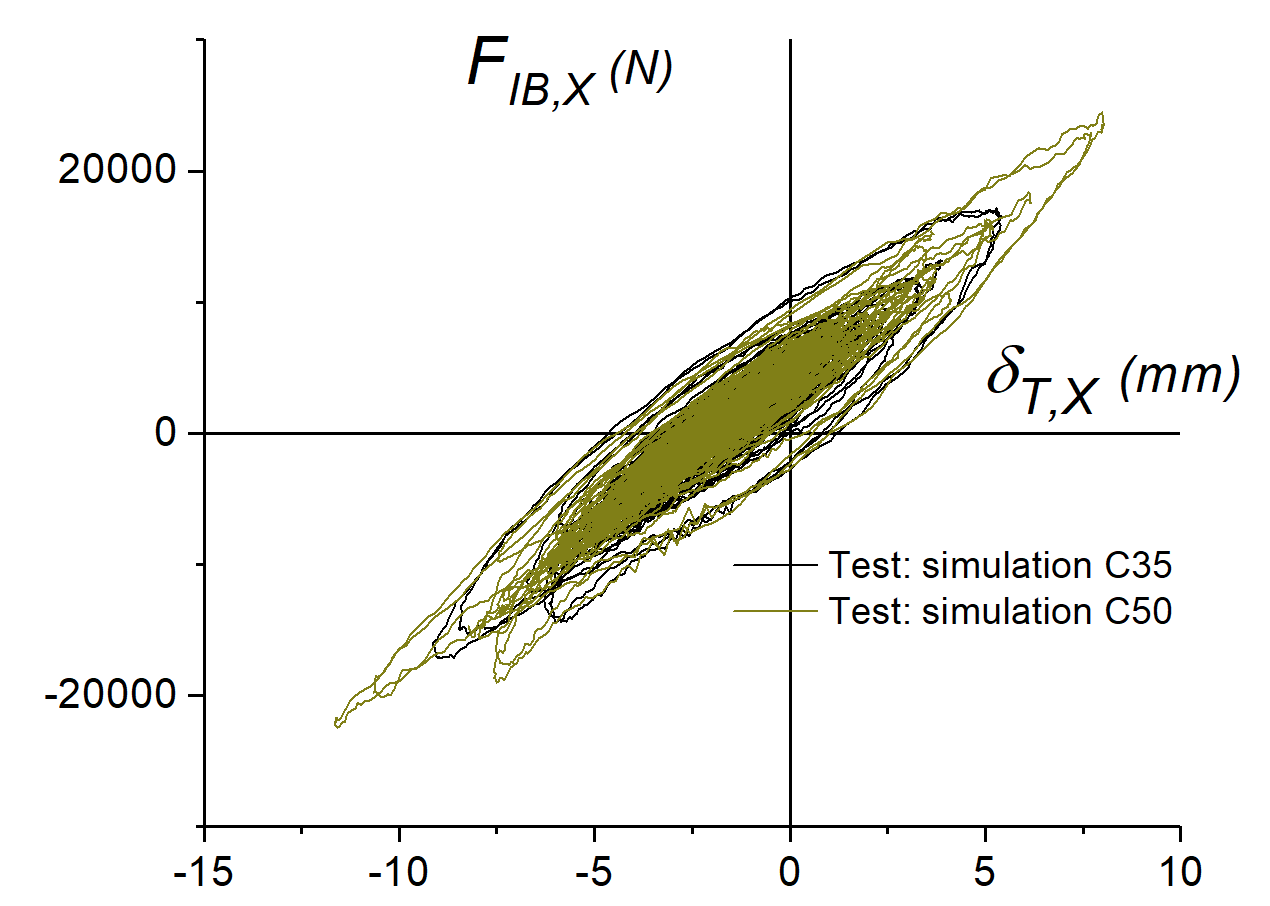 F_IB,X (N)
20000
0
δ_T,X (mm)
Test: simulation C35
Test: simulation C50
-20000
-15 -10 -5 0 5 10